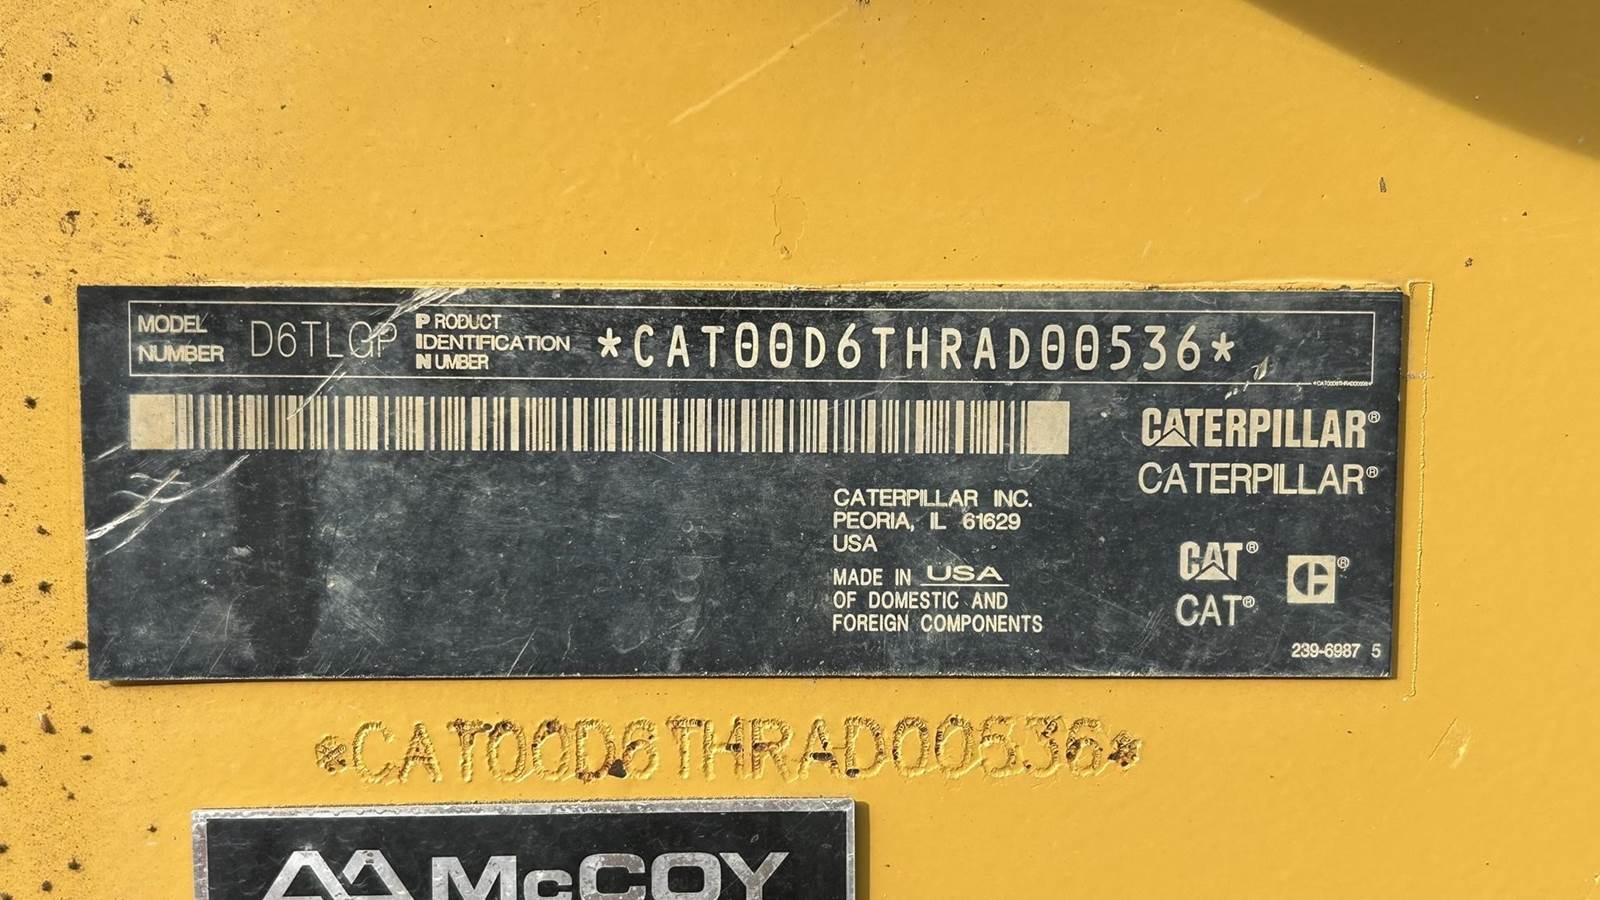 MODEL NUMBER D6TLGP PRODUCT IDENTIFICATION NUMBER *CAT00D6THRAD00536*
*CAT00D6THRAD00536*
CATERPILLAR®
CATERPILLAR®
CATERPILLAR INC.
PEORIA, IL 61629
USA
MADE IN USA
OF DOMESTIC AND
FOREIGN COMPONENTS
CAT®
CAT®
C®
239-6987 5
*CAT00D6THRAD00536*
McCOY